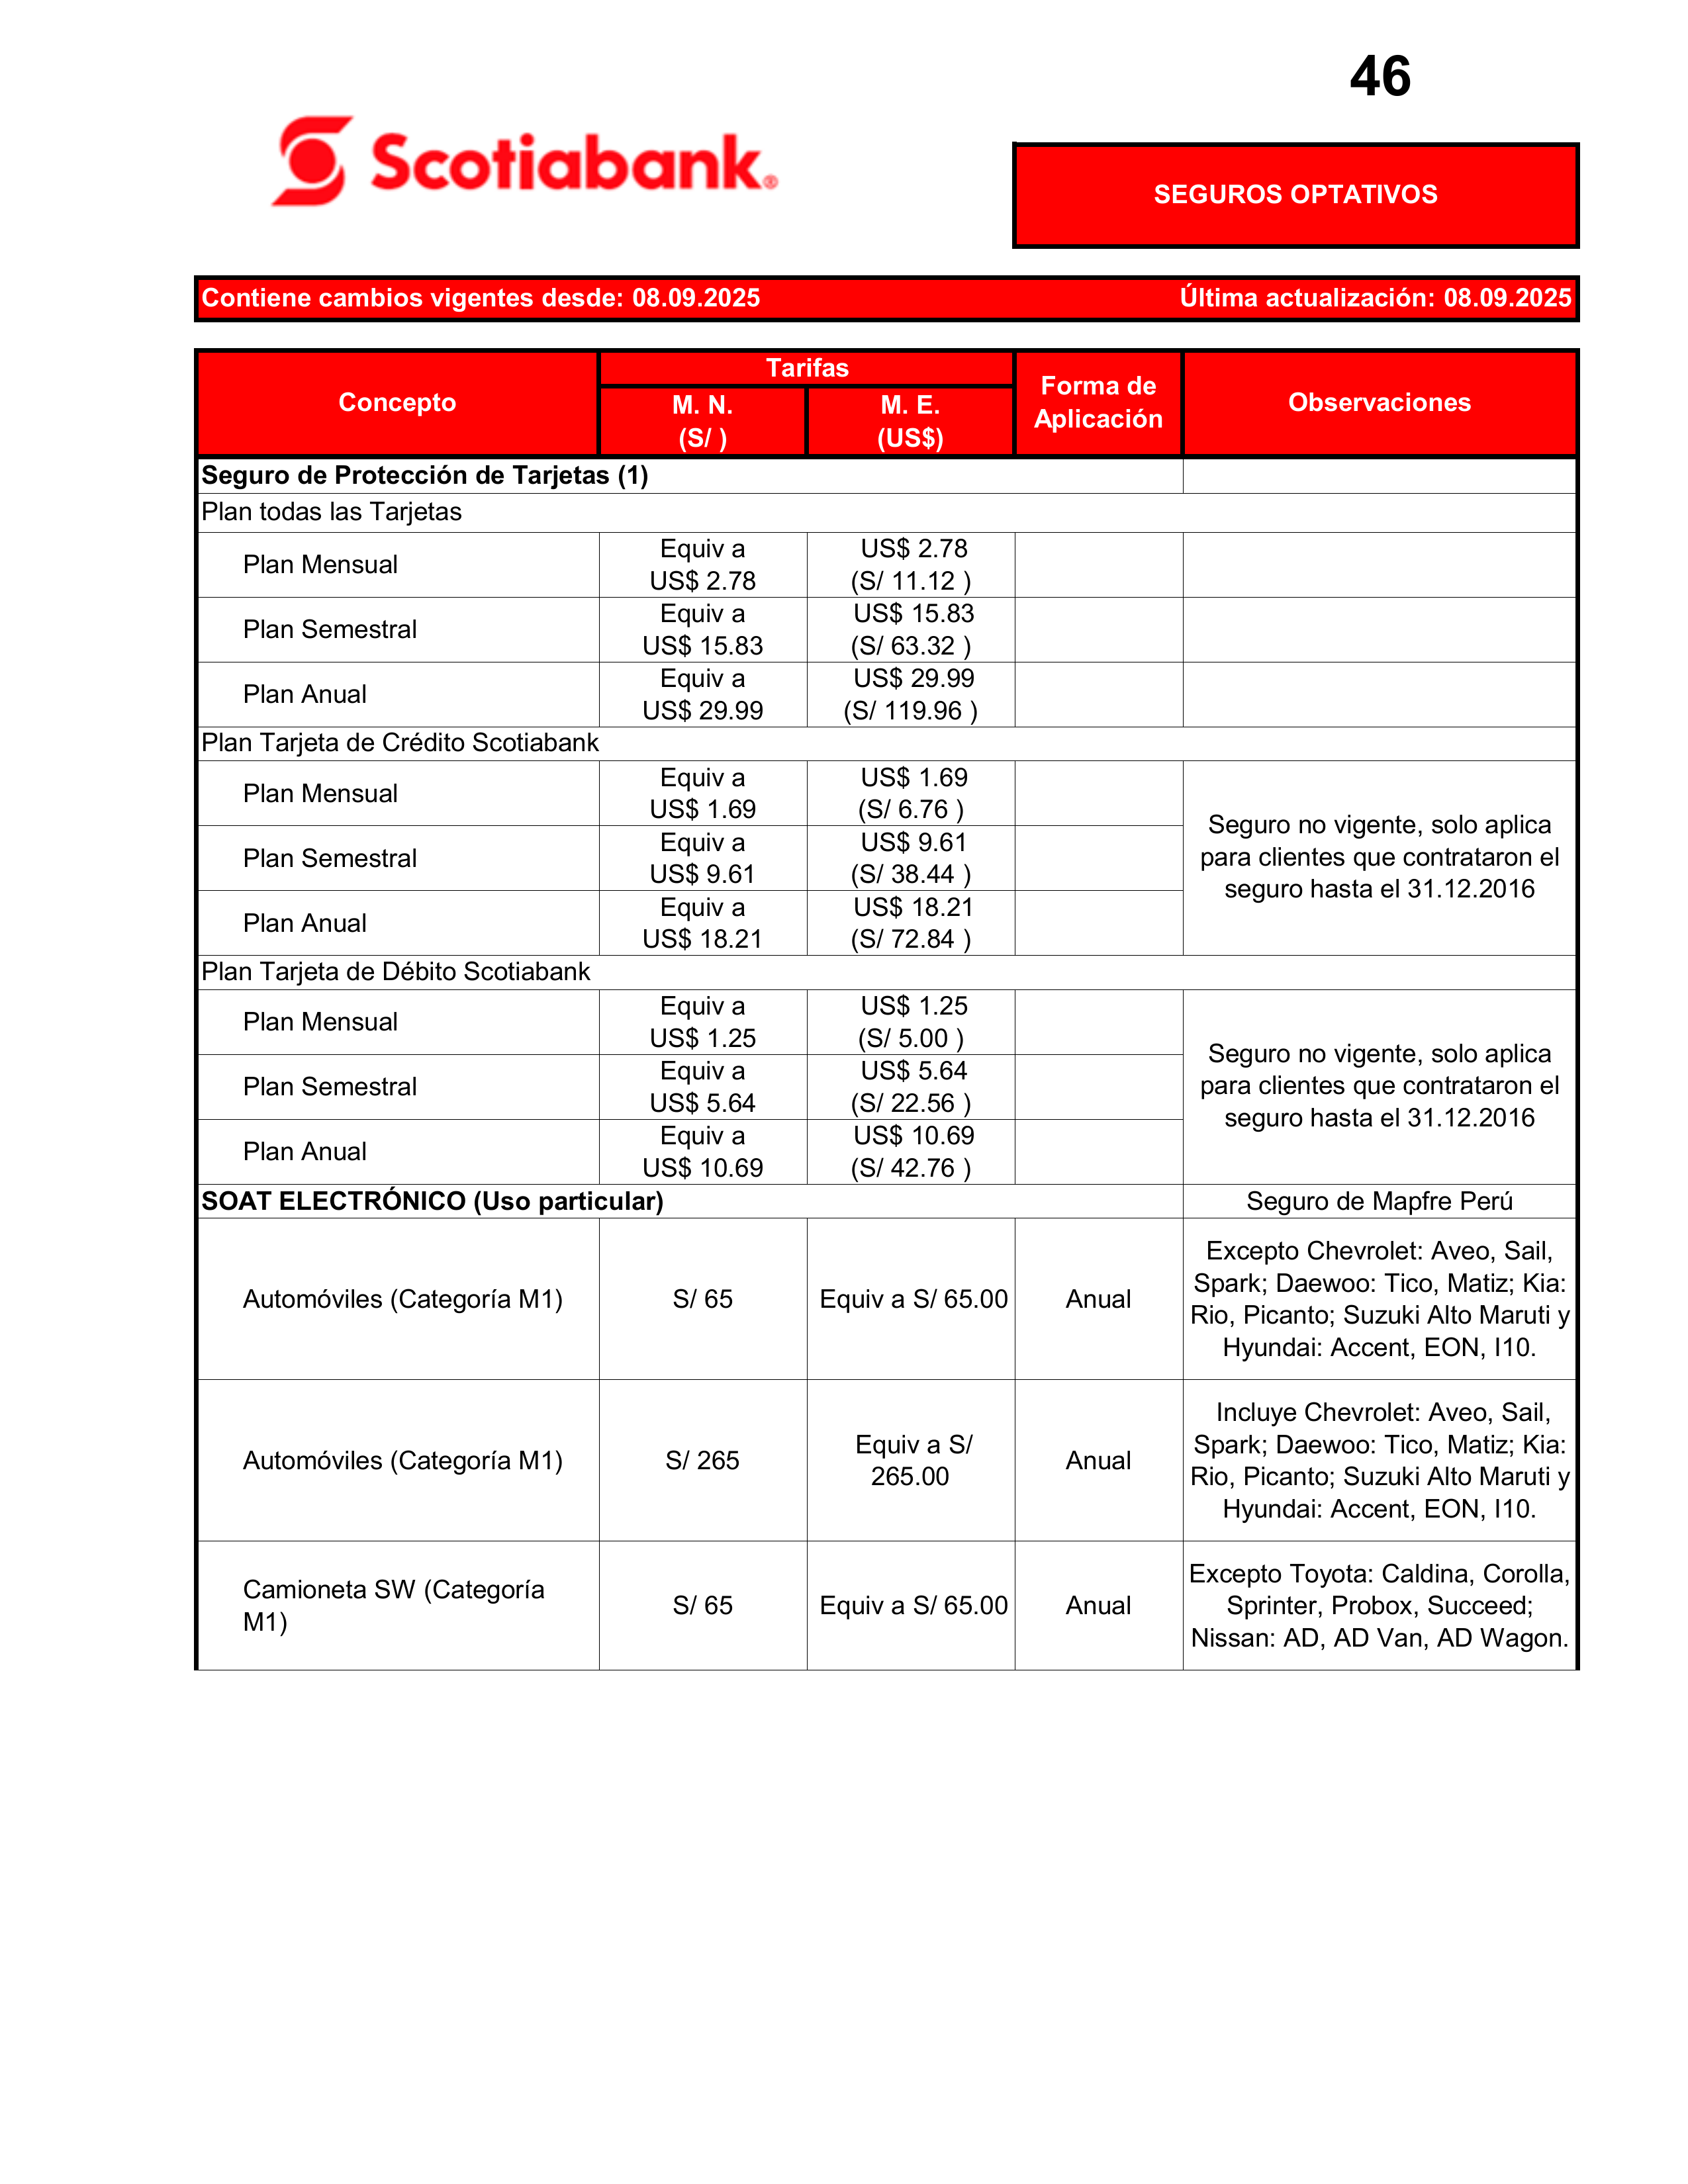 46
Scotiabank®
SEGUROS OPTATIVOS
Contiene cambios vigentes desde: 08.09.2025 Última actualización: 08.09.2025
Concepto
Tarifas
M. N.
(S/ )
M. E.
(US$)
Forma de
Aplicación
Observaciones
Seguro de Protección de Tarjetas (1)
Plan todas las Tarjetas
Plan Mensual
Equiv a
US$ 2.78
US$ 2.78
(S/ 11.12 )
Plan Semestral
Equiv a
US$ 15.83
US$ 15.83
(S/ 63.32 )
Plan Anual
Equiv a
US$ 29.99
US$ 29.99
(S/ 119.96 )
Plan Tarjeta de Crédito Scotiabank
Plan Mensual
Equiv a
US$ 1.69
US$ 1.69
(S/ 6.76 )
Plan Semestral
Equiv a
US$ 9.61
US$ 9.61
(S/ 38.44 )
Plan Anual
Equiv a
US$ 18.21
US$ 18.21
(S/ 72.84 )
Seguro no vigente, solo aplica
para clientes que contrataron el
seguro hasta el 31.12.2016
Plan Tarjeta de Débito Scotiabank
Plan Mensual
Equiv a
US$ 1.25
US$ 1.25
(S/ 5.00 )
Plan Semestral
Equiv a
US$ 5.64
US$ 5.64
(S/ 22.56 )
Plan Anual
Equiv a
US$ 10.69
US$ 10.69
(S/ 42.76 )
Seguro no vigente, solo aplica
para clientes que contrataron el
seguro hasta el 31.12.2016
SOAT ELECTRÓNICO (Uso particular)
Seguro de Mapfre Perú
Automóviles (Categoría M1)
S/ 65
Equiv a S/ 65.00
Anual
Excepto Chevrolet: Aveo, Sail,
Spark; Daewoo: Tico, Matiz; Kia:
Rio, Picanto; Suzuki Alto Maruti y
Hyundai: Accent, EON, I10.
Automóviles (Categoría M1)
S/ 265
Equiv a S/
265.00
Anual
Incluye Chevrolet: Aveo, Sail,
Spark; Daewoo: Tico, Matiz; Kia:
Rio, Picanto; Suzuki Alto Maruti y
Hyundai: Accent, EON, I10.
Camioneta SW (Categoría
M1)
S/ 65
Equiv a S/ 65.00
Anual
Excepto Toyota: Caldina, Corolla,
Sprinter, Probox, Succeed;
Nissan: AD, AD Van, AD Wagon.